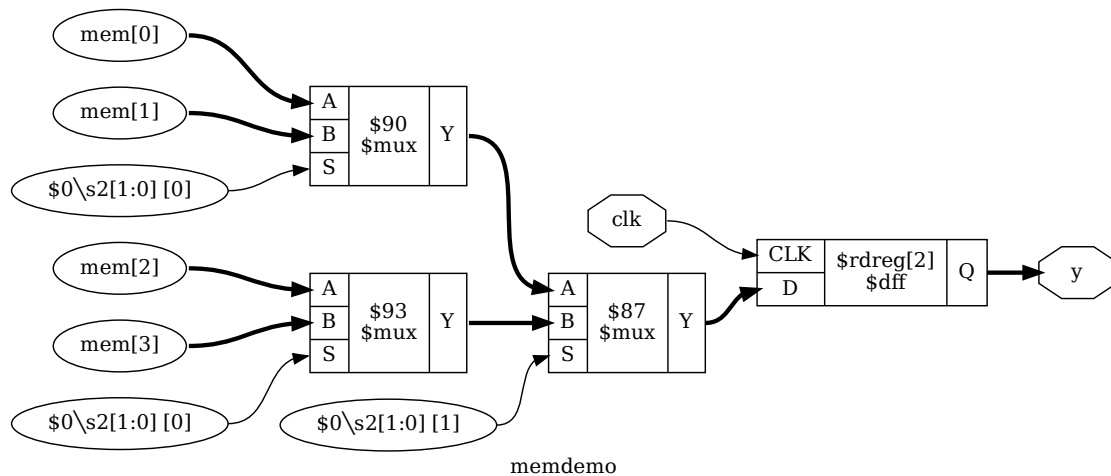 mem[0]
mem[1]
$0\s2[1:0] [0]
A
B
S
$90
$mux
Y
mem[2]
mem[3]
$0\s2[1:0] [0]
A
B
S
$93
$mux
Y
$0\s2[1:0] [1]
A
B
S
$87
$mux
Y
clk
CLK
D
$rdreg[2]
$dff
Q
y
memdemo